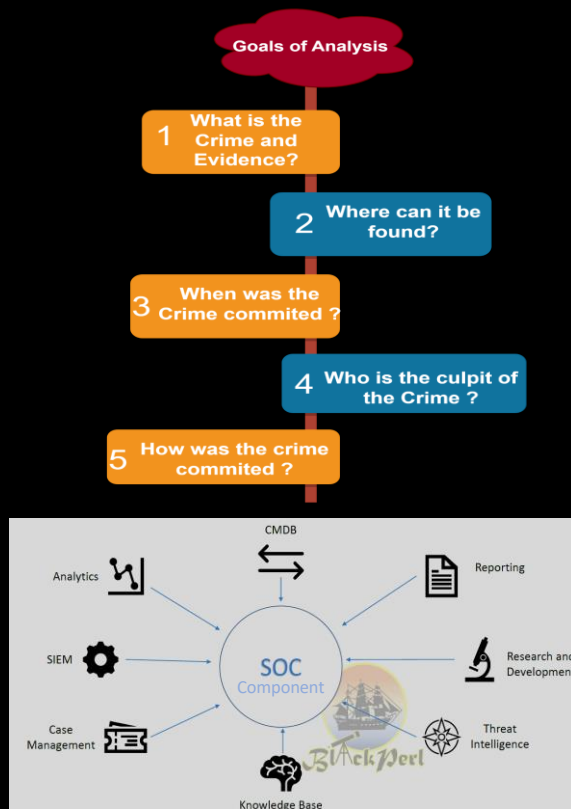 Goals of Analysis
1
What is the
Crime and
Evidence?
2
Where can it be
found?
3
When was the
Crime commited ?
4
Who is the culpit of
the Crime ?
5
How was the crime
commited ?
CMDB
Analytics
Reporting
SIEM
SOC
Component
Research and
Development
Case
Management
Threat
Intelligence
BlackPerl
Knowledge Base